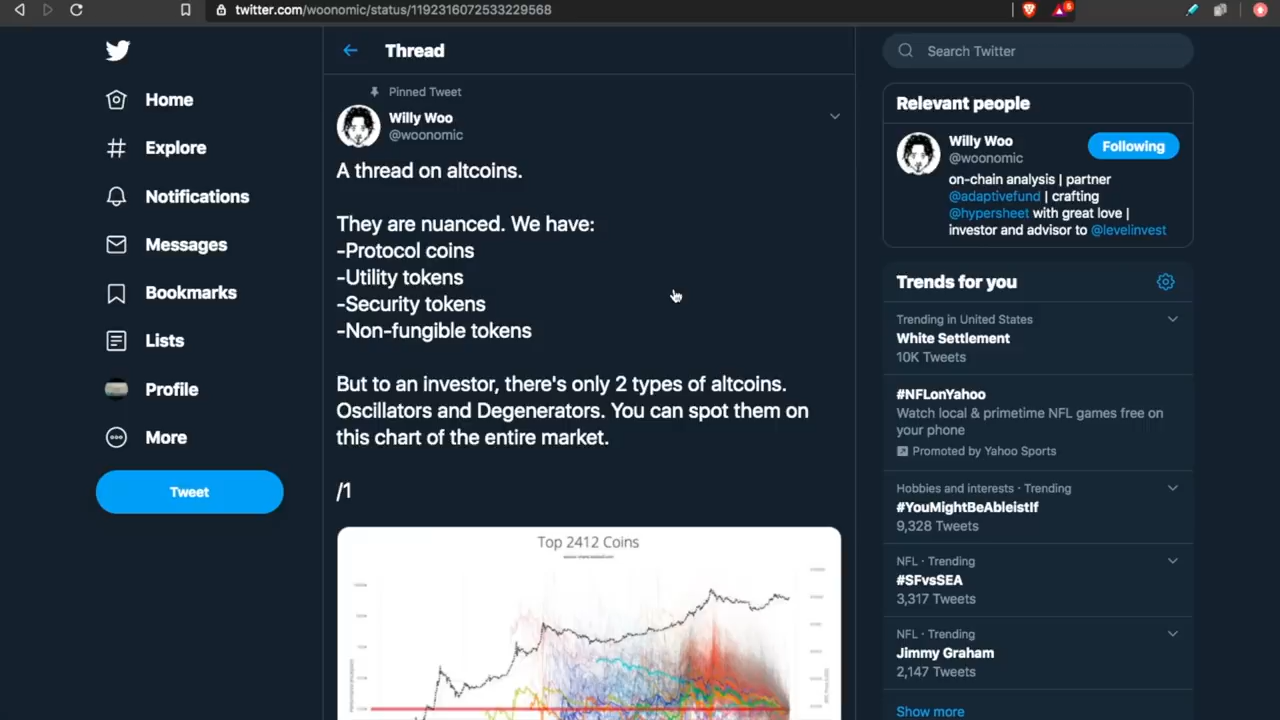 twitter.com/woonomic/status/1192316072533229568
6
Home
Explore
Notifications
Messages
Bookmarks
Lists
Profile
More
Tweet
Thread
Pinned Tweet
Willy Woo
@woonomic
A thread on altcoins.
They are nuanced. We have:
-Protocol coins
-Utility tokens
-Security tokens
-Non-fungible tokens
But to an investor, there's only 2 types of altcoins.
Oscillators and Degenerators. You can spot them on
this chart of the entire market.
/1
Top 2412 Coins
Search Twitter
Relevant people
Willy Woo
@woonomic
Following
on-chain analysis | partner
@adaptivefund | crafting
@hypersheet with great love |
investor and advisor to @levelinvest
Trends for you
Trending in United States
White Settlement
10K Tweets
#NFLonYahoo
Watch local & primetime NFL games free on
your phone
Promoted by Yahoo Sports
Hobbies and interests · Trending
#YouMightBeAbleistIf
9,328 Tweets
NFL · Trending
#SFvsSEA
3,317 Tweets
NFL · Trending
Jimmy Graham
2,147 Tweets
Show more